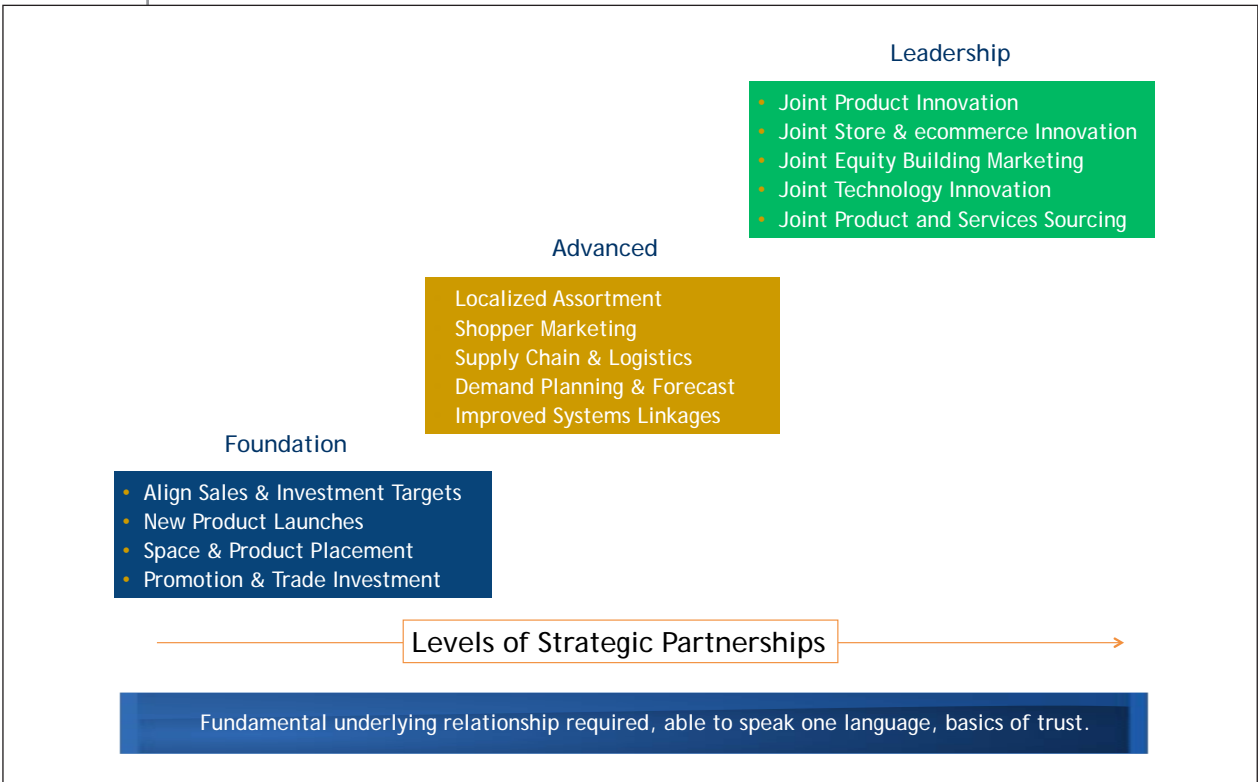 Leadership
• Joint Product Innovation
• Joint Store & ecommerce Innovation
• Joint Equity Building Marketing
• Joint Technology Innovation
• Joint Product and Services Sourcing
Advanced
Localized Assortment
Shopper Marketing
Supply Chain & Logistics
Demand Planning & Forecast
Improved Systems Linkages
Foundation
• Align Sales & Investment Targets
• New Product Launches
• Space & Product Placement
• Promotion & Trade Investment
Levels of Strategic Partnerships
Fundamental underlying relationship required, able to speak one language, basics of trust.